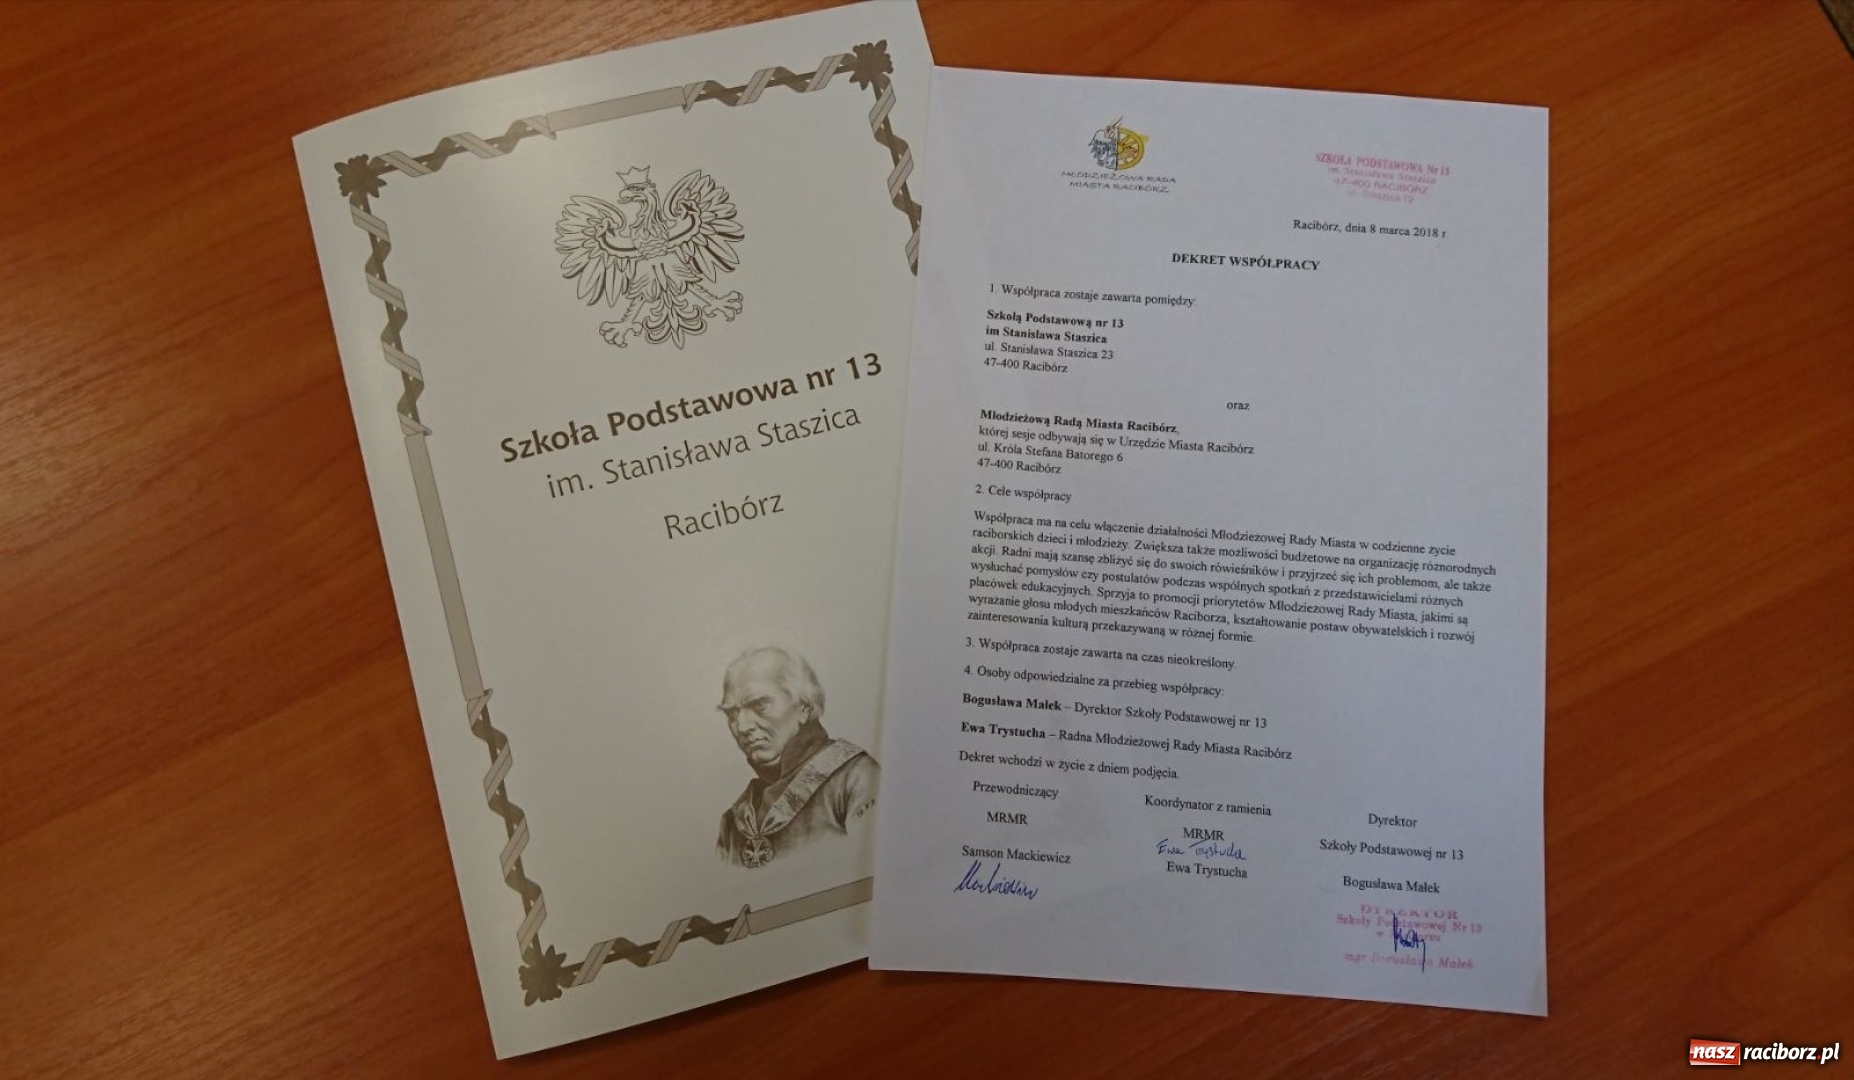 Szkoła Podstawowa nr 13
im. Stanisława Staszica
Racibórz
MŁODZIEŻOWA RADA
MIASTA RACIBÓRZ
SZKOŁA PODSTAWOWA Nr 13
im. Stanisława Staszica
47-400 RACIBÓRZ
ul. Staszica
Racibórz, dnia 8 marca 2018 r
DEKRET WSPÓŁPRACY
1. Współpraca zostaje zawarta pomiędzy:
Szkołą Podstawową nr 13
im Stanisława Staszica
ul. Stanisława Staszica 23
47-400 Racibórz
oraz
Młodzieżową Radą Miasta Racibórz,
której sesje odbywają się w Urzędzie Miasta Racibórz
ul. Króla Stefana Batorego 6
47-400 Racibórz
2. Cele współpracy
Współpraca ma na celu włączenie działalności Młodzieżowej Rady Miasta w codzienne życie
raciborskich dzieci i młodzieży. Zwiększa także możliwości budżetowe na organizację różnorodnych
akcji. Radni mają szansę zbliżyć się do swoich rówieśników i przyjrzeć się ich problemom, ale także
wysłuchać pomysłów czy postulatów podczas wspólnych spotkań z przedstawicielami różnych
placówek edukacyjnych. Sprzyja to promocji priorytetów Młodzieżowej Rady Miasta, jakimi są
wyrażanie głosu młodych mieszkańców Raciborza, kształtowanie postaw obywatelskich i rozwój
zainteresowania kulturą przekazywaną w różnej formie.
3. Współpraca zostaje zawarta na czas nieokreślony.
4. Osoby odpowiedzialne za przebieg współpracy:
Bogusława Małek – Dyrektor Szkoły Podstawowej nr 13
Ewa Trystucha – Radna Młodzieżowej Rady Miasta Racibórz
Dekret wchodzi w życie z dniem podjęcia.
Przewodniczący
MRMR
Samson Mackiewicz
Mackiewicz
Koordynator z ramienia
MRMR
Ewa Trystucha
Ewa Trystucha
Dyrektor
Szkoły Podstawowej nr 13
Bogusława Małek
DYREKTOR
Szkoły Podstawowej Nr 13
w Raciborzu
mgr Bogusława Małek
nasz raciborz.pl